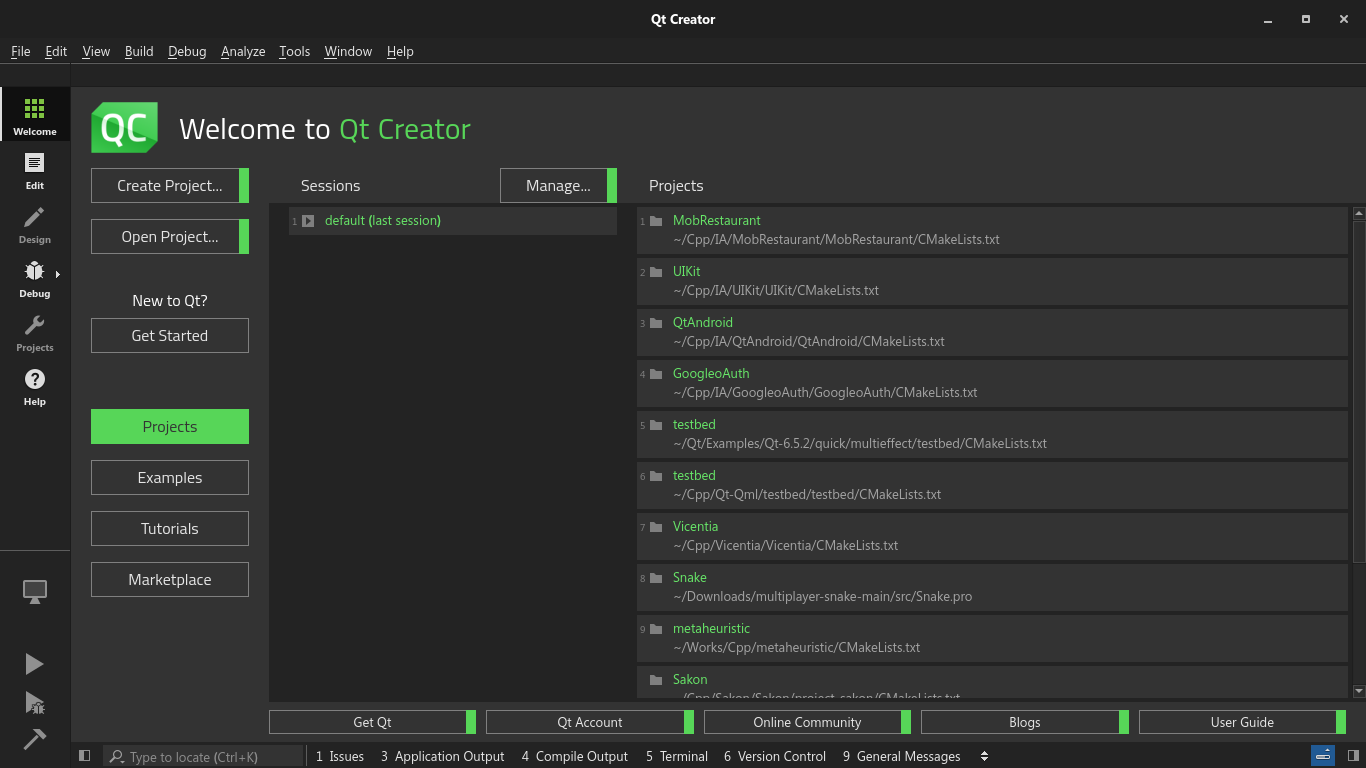 Qt Creator
File Edit View Build Debug Analyze Tools Window Help
Welcome
Edit
Design
Debug
Projects
Help
QC
Welcome to Qt Creator
Create Project...
Open Project...
New to Qt?
Get Started
Projects
Examples
Tutorials
Marketplace
Sessions
Manage...
1 default (last session)
Projects
1 MobRestaurant
~/Cpp/IA/MobRestaurant/MobRestaurant/CMakeLists.txt
2 UIKit
~/Cpp/IA/UIKit/UIKit/CMakeLists.txt
3 QtAndroid
~/Cpp/IA/QtAndroid/QtAndroid/CMakeLists.txt
4 GoogleoAuth
~/Cpp/IA/GoogleoAuth/GoogleoAuth/CMakeLists.txt
5 testbed
~/Qt/Examples/Qt-6.5.2/quick/multieffect/testbed/CMakeLists.txt
6 testbed
~/Cpp/Qt-Qml/testbed/testbed/CMakeLists.txt
7 Vicentia
~/Cpp/Vicentia/Vicentia/CMakeLists.txt
8 Snake
~/Downloads/multiplayer-snake-main/src/Snake.pro
9 metaheuristic
~/Works/Cpp/metaheuristic/CMakeLists.txt
Sakon
~/Cpp/Sakon/Sakon/project-sakon/CMakeLists.txt
Get Qt
Qt Account
Online Community
Blogs
User Guide
Type to locate (Ctrl+K)
1 Issues 3 Application Output 4 Compile Output 5 Terminal 6 Version Control 9 General Messages